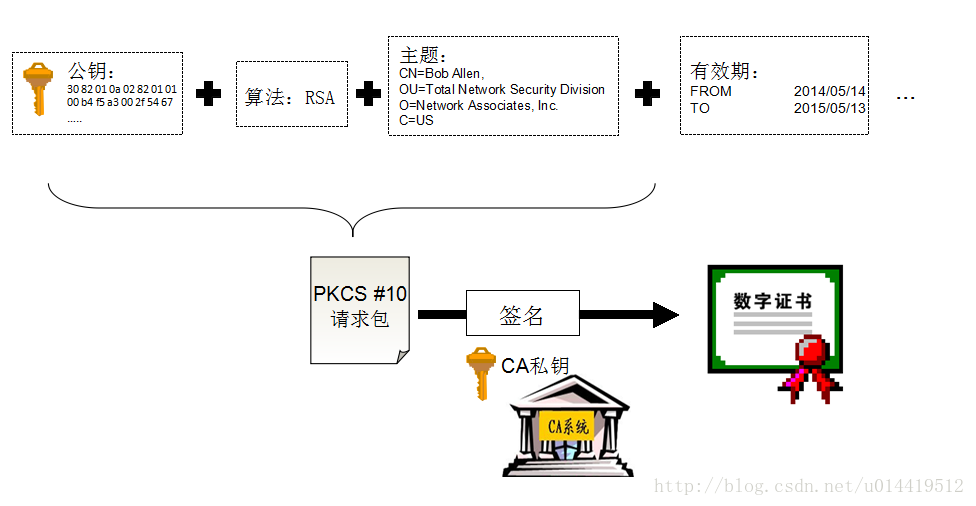 公钥：
30 82 01 0a 02 82 01 01
00 b4 f5 a3 00 2f 54 67
.....
算法：RSA
主题：
CN=Bob Allen,
OU=Total Network Security Division
O=Network Associates, Inc.
C=US
有效期：
FROM 2014/05/14
TO 2015/05/13
...
PKCS #10
请求包
签名
CA私钥
CA系统
数字证书
http://blog.csdn.net/u014419512